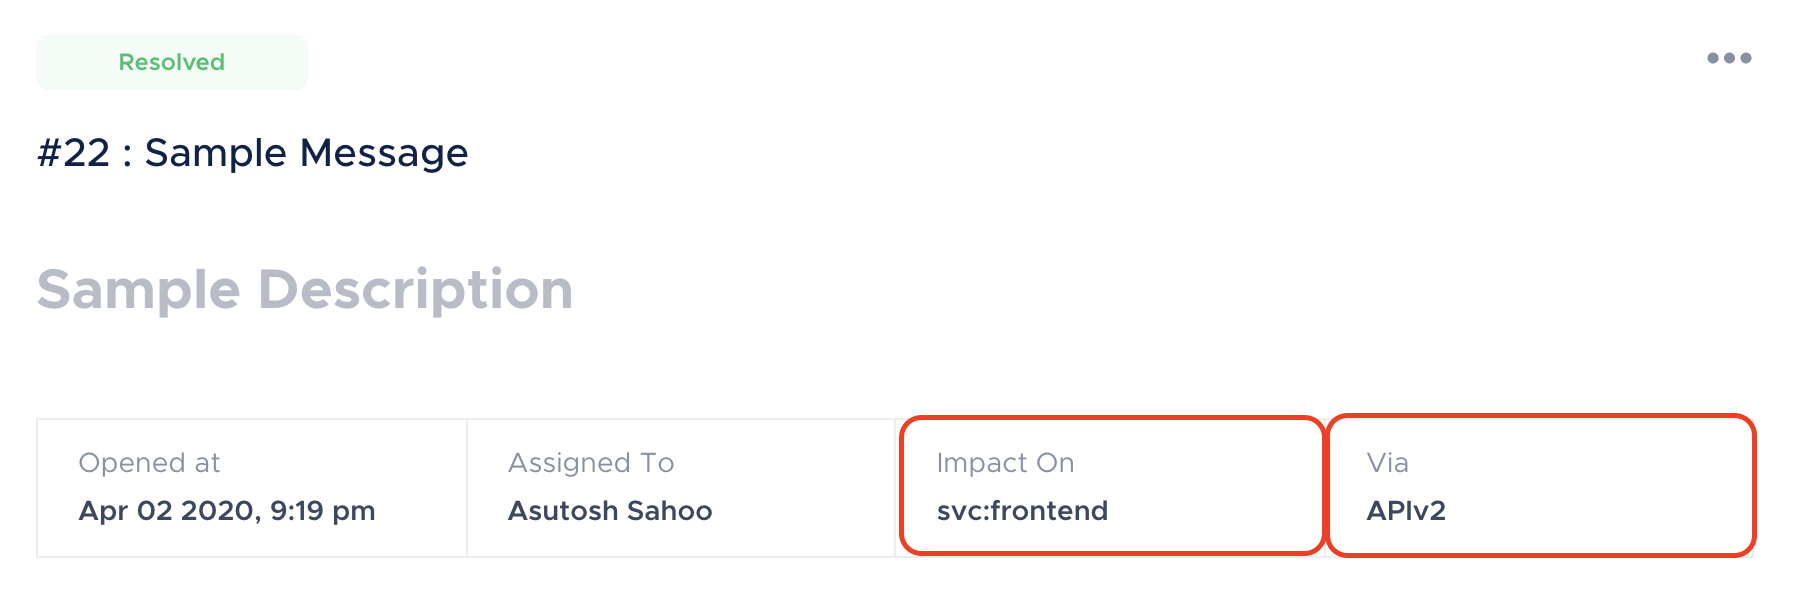 Resolved
#22 : Sample Message
Sample Description
Opened at
Apr 02 2020, 9:19 pm
Assigned To
Asutosh Sahoo
Impact On
svc:frontend
Via
APIv2